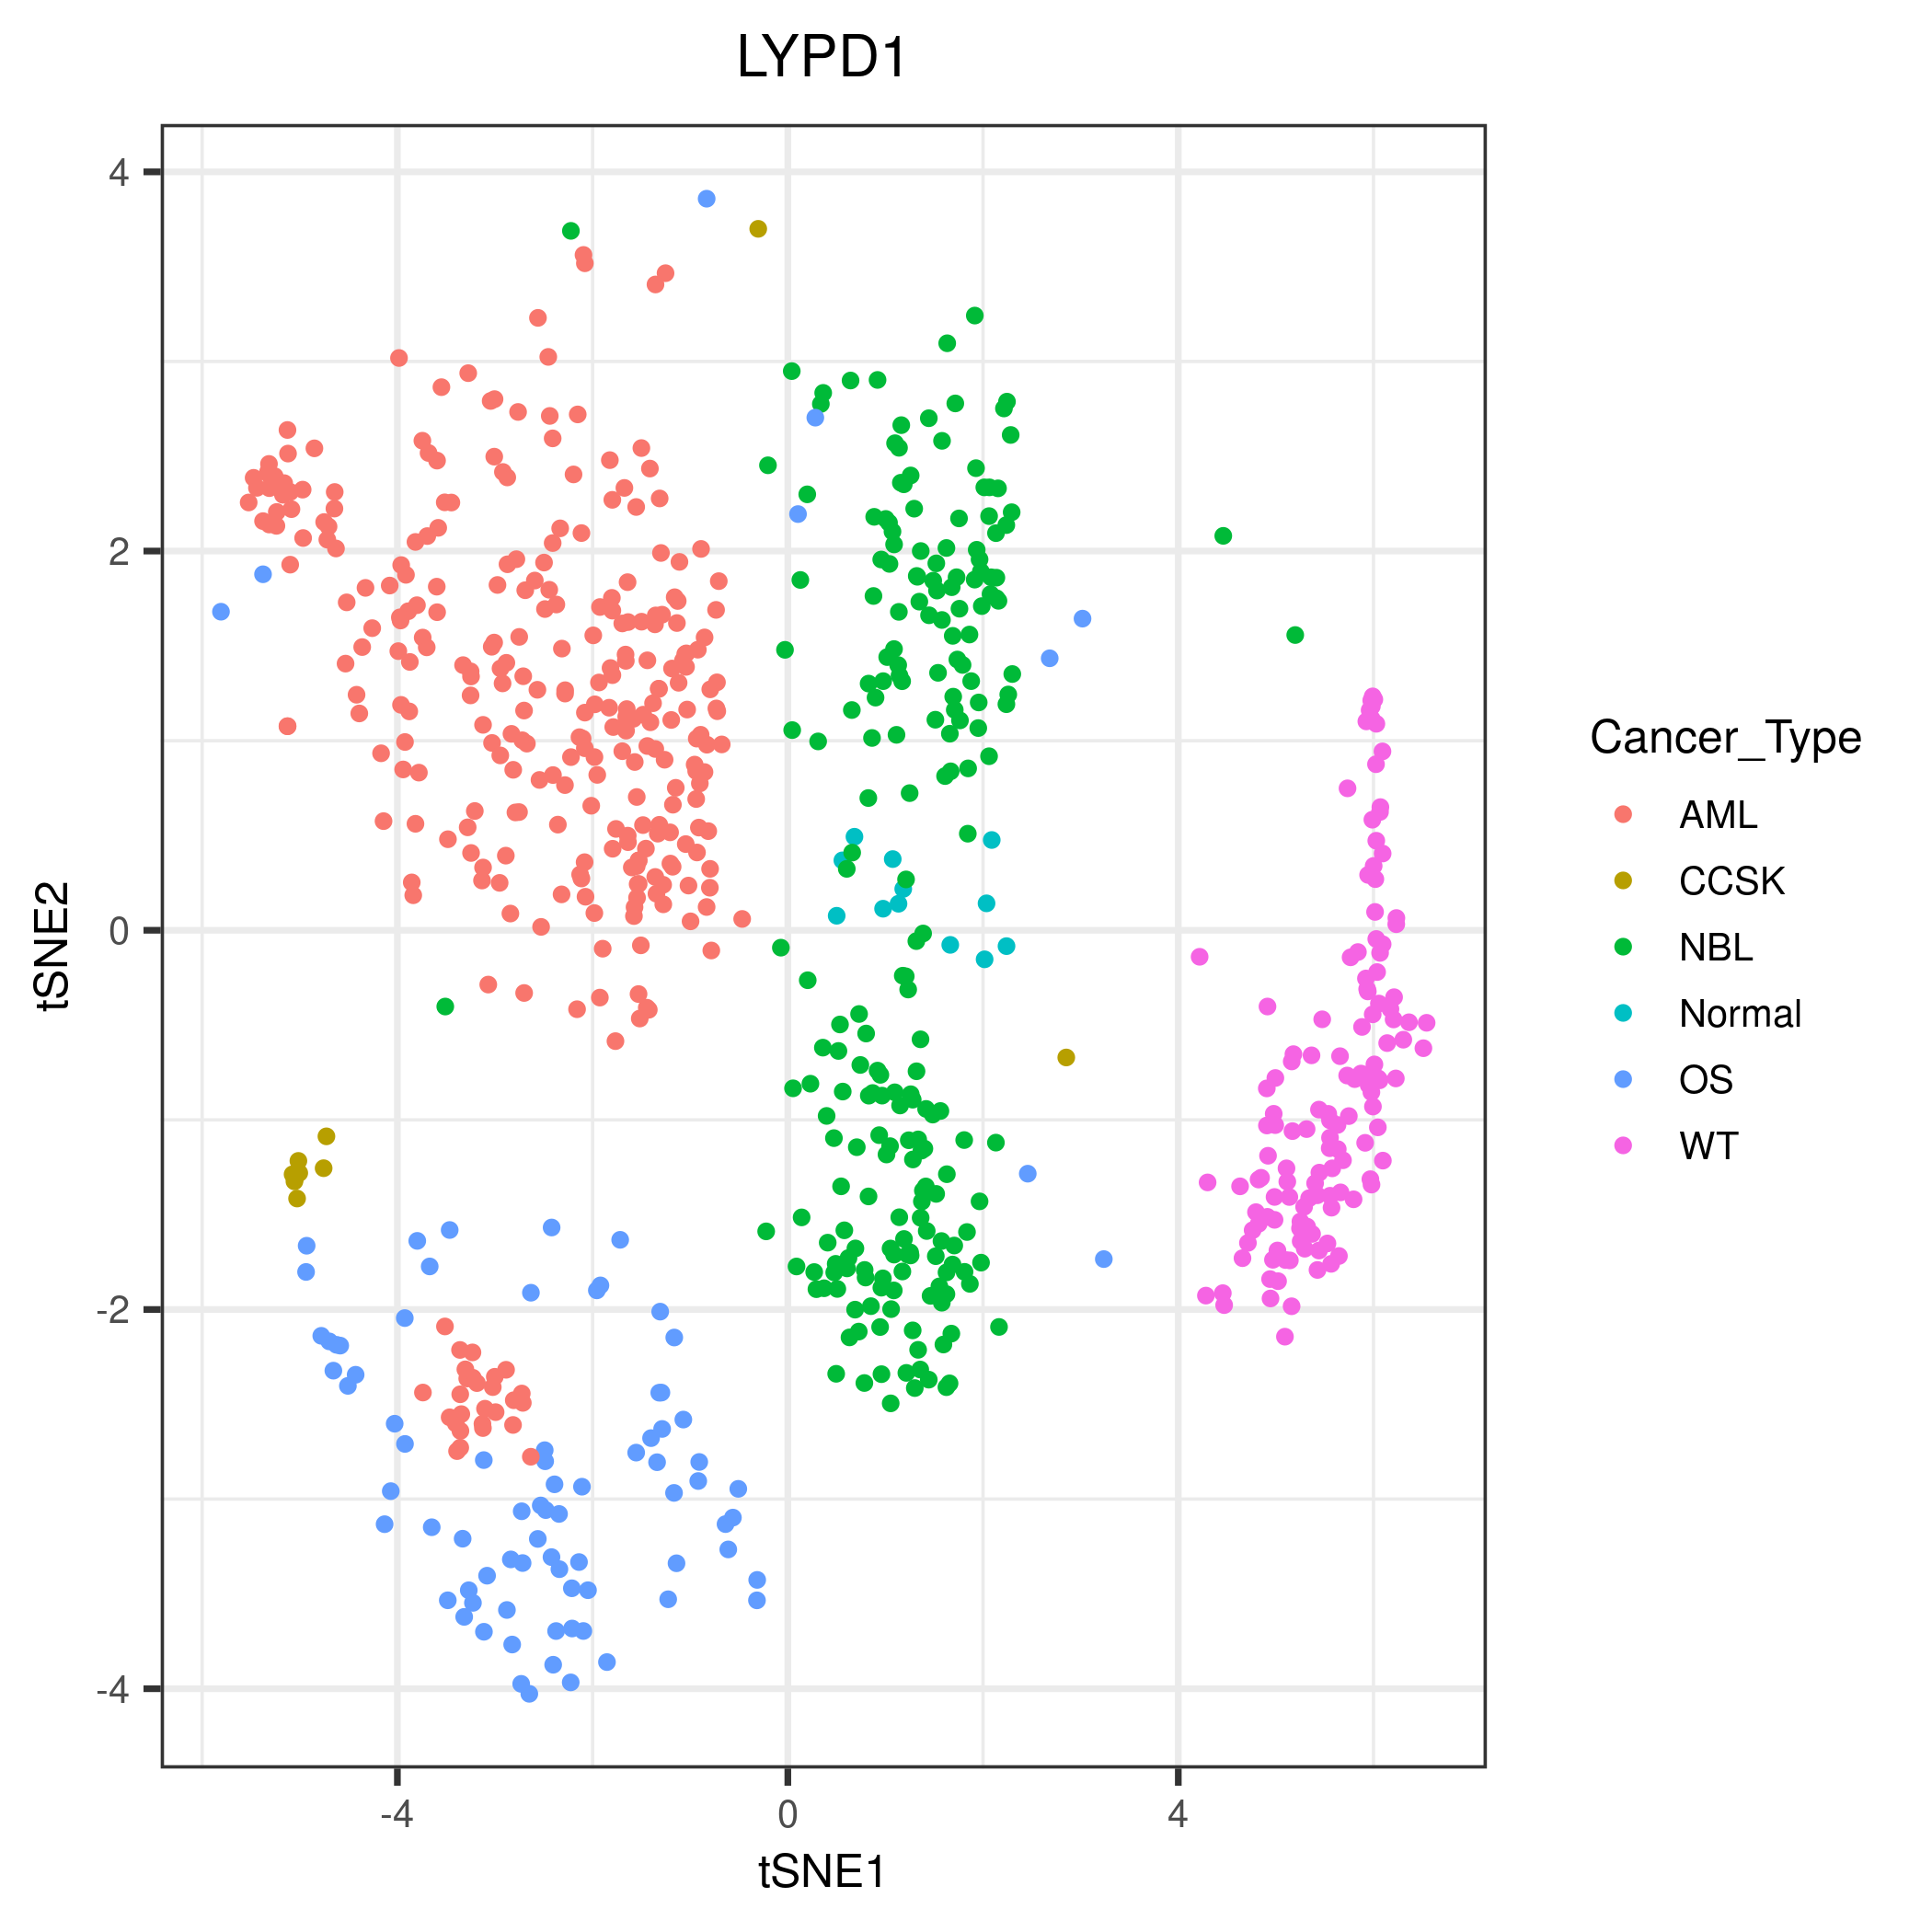 LYPD1
4
2
0
-2
-4
tSNE2
-4 0 4
tSNE1
Cancer_Type
AML
CCSK
NBL
Normal
OS
WT